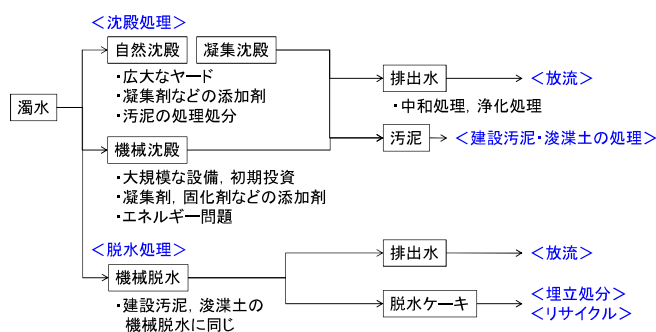 <沈殿処理>
自然沈殿
凝集沈殿
・広大なヤード
・凝集剤などの添加剤
・汚泥の処理処分
濁水
機械沈殿
・大規模な設備, 初期投資
・凝集剤, 固化剤などの添加剤
・エネルギー問題
排出水
<放流>
・中和処理, 浄化処理
汚泥
<建設汚泥・浚渫土の処理>
<脱水処理>
機械脱水
・建設汚泥, 浚渫土の
機械脱水に同じ
排出水
<放流>
脱水ケーキ
<埋立処分>
<リサイクル>